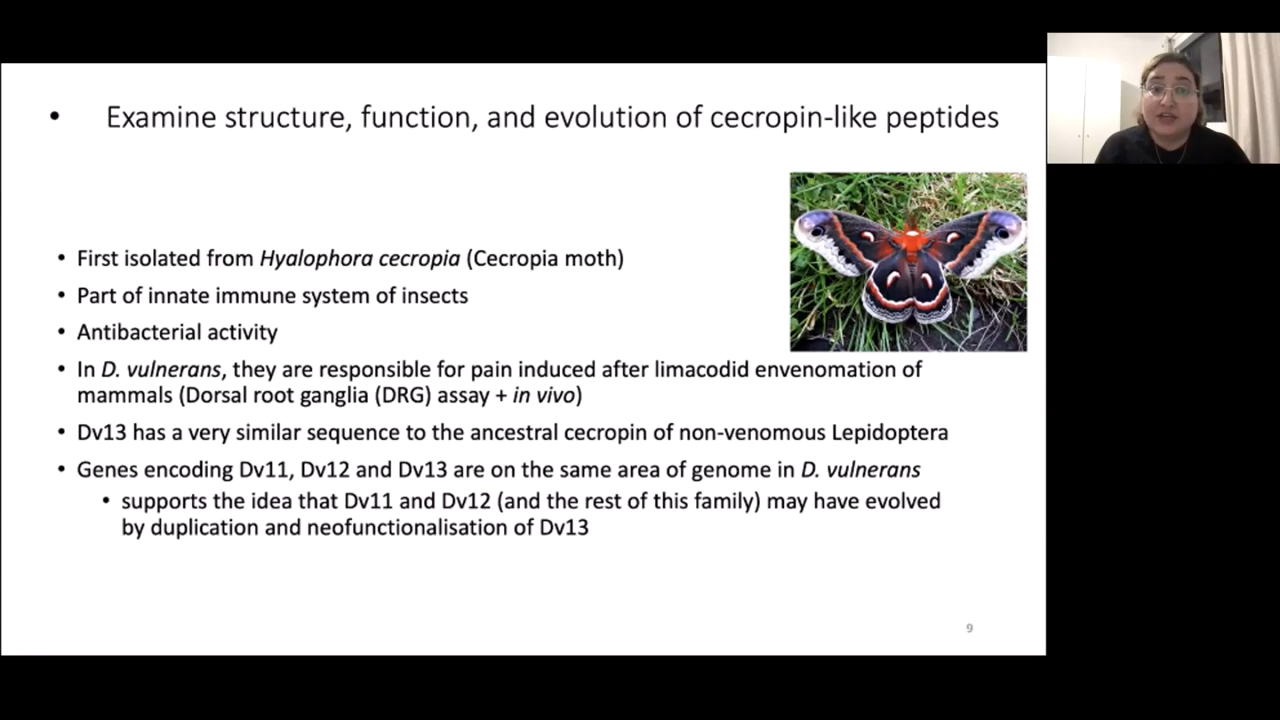 • Examine structure, function, and evolution of cecropin-like peptides
• First isolated from Hyalophora cecropia (Cecropia moth)
• Part of innate immune system of insects
• Antibacterial activity
• In D. vulnerans, they are responsible for pain induced after limacodid envenomation of
mammals (Dorsal root ganglia (DRG) assay + in vivo)
• Dv13 has a very similar sequence to the ancestral cecropin of non-venomous Lepidoptera
• Genes encoding Dv11, Dv12 and Dv13 are on the same area of genome in D. vulnerans
• supports the idea that Dv11 and Dv12 (and the rest of this family) may have evolved
by duplication and neofunctionalisation of Dv13
9